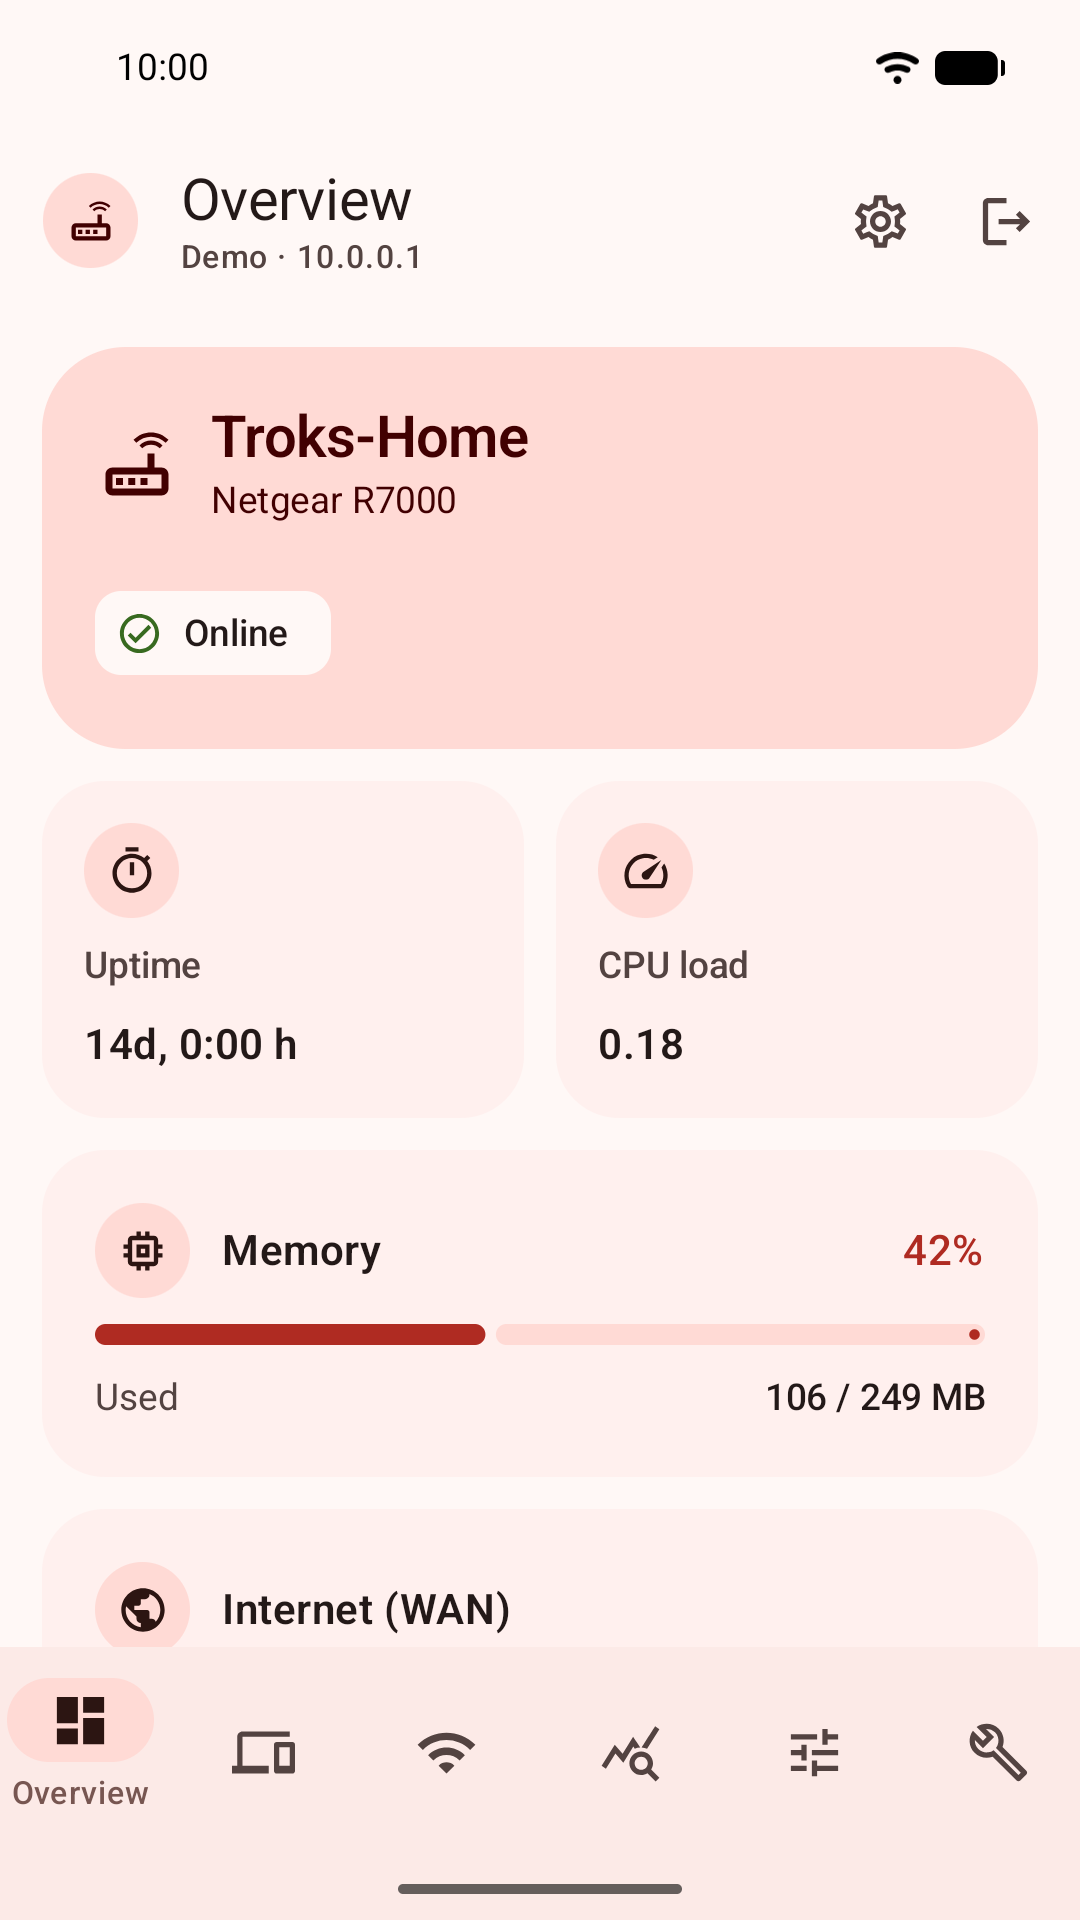 10:00
Overview
Demo · 10.0.0.1
Troks-Home
Netgear R7000
Online
Uptime
14d, 0:00 h
CPU load
0.18
Memory
42%
Used
106 / 249 MB
Internet (WAN)
Overview